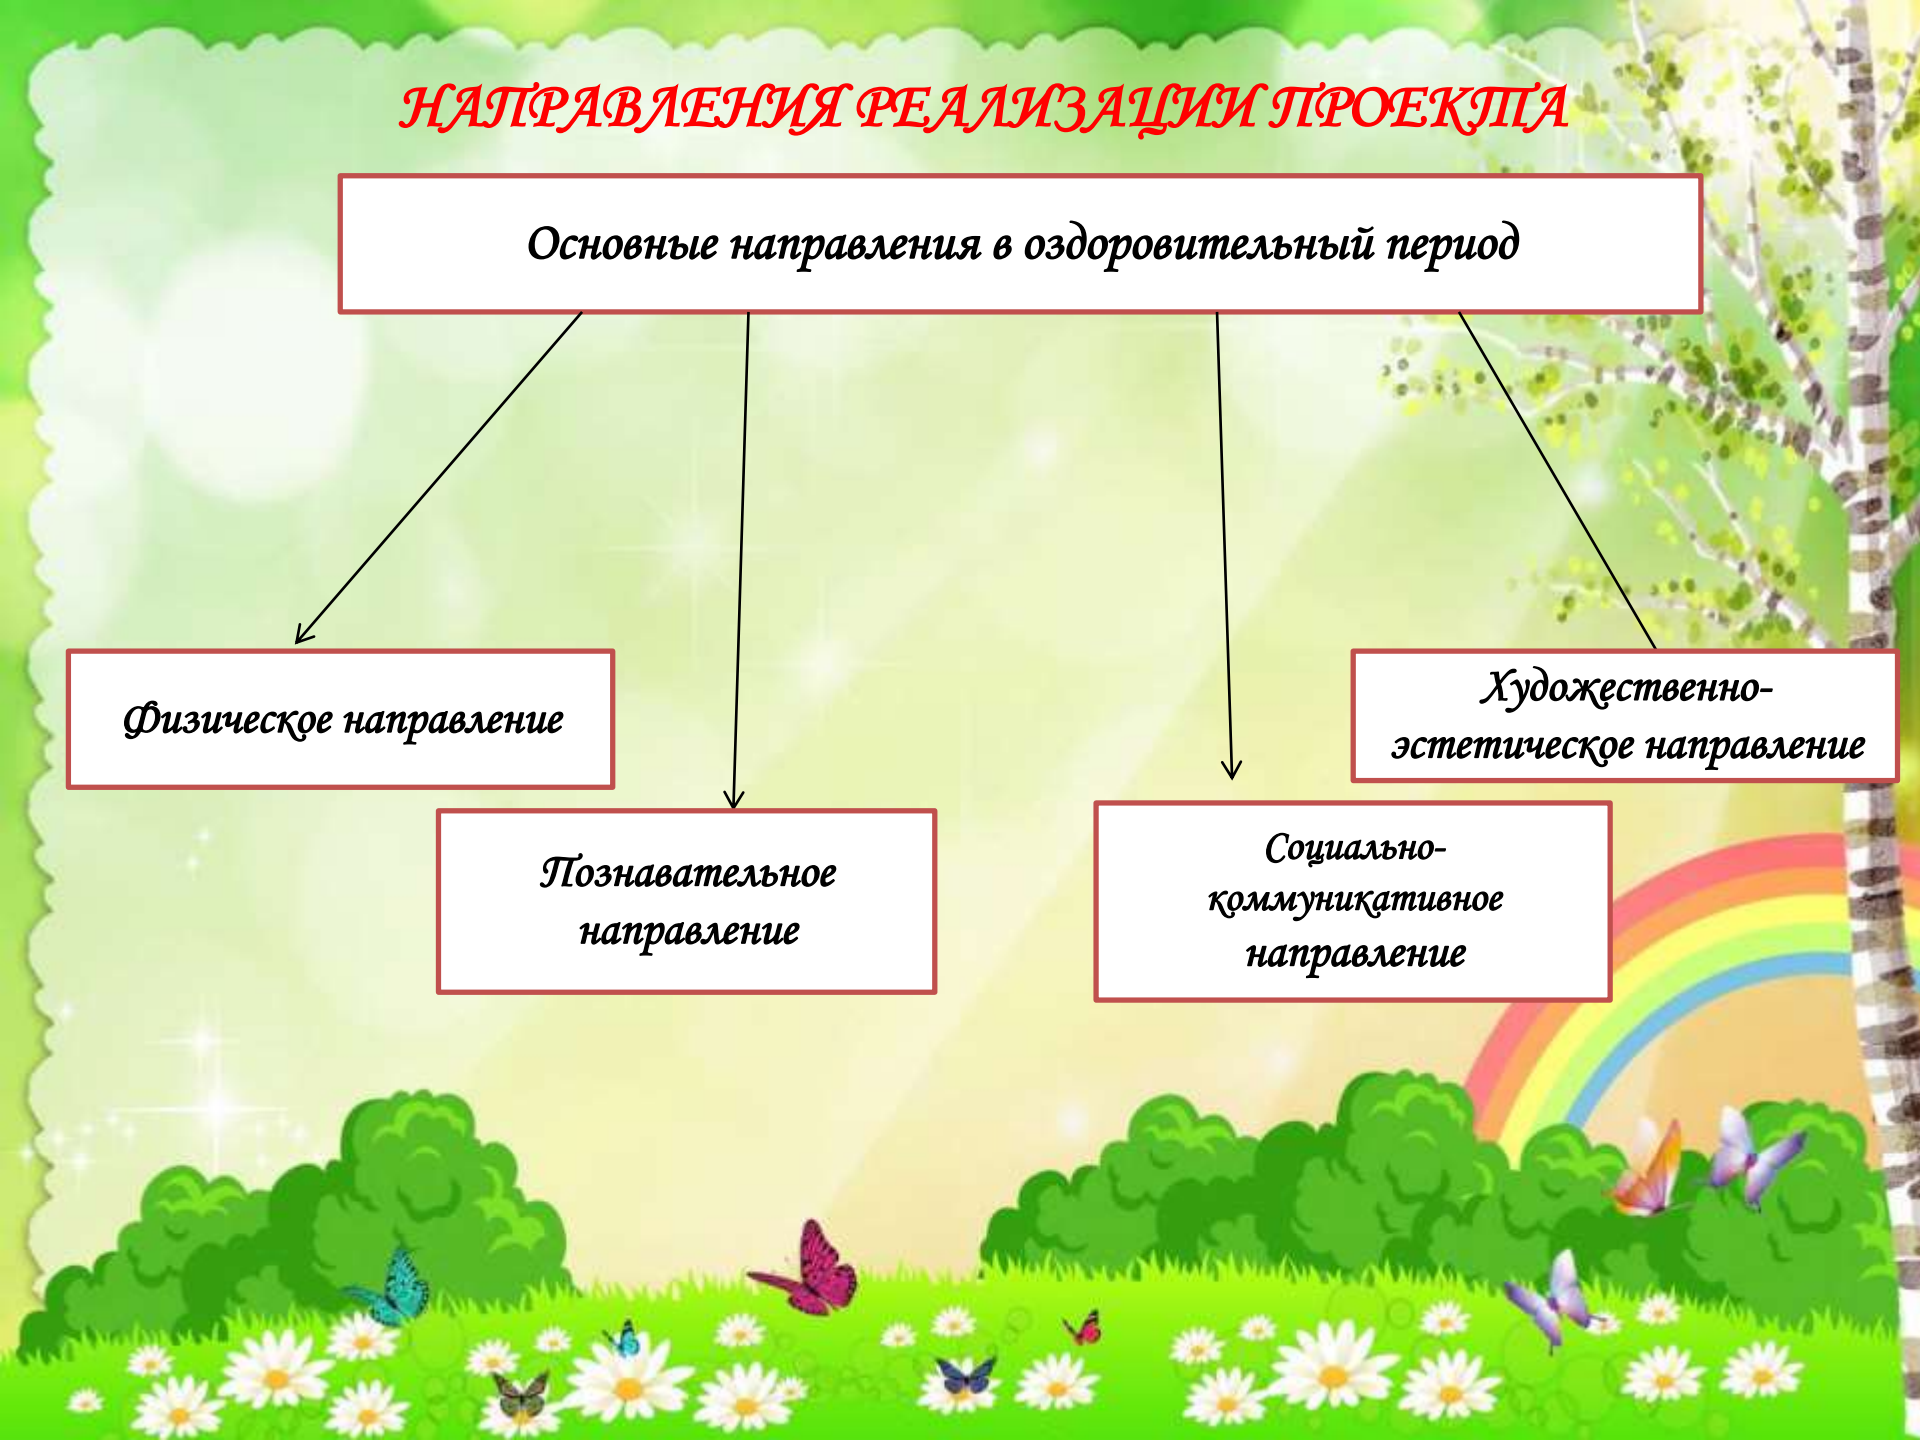 НАПРАВЛЕНИЯ РЕАЛИЗАЦИИ ПРОЕКТА
Основные направления в оздоровительный период
Физическое направление
Художественно-
эстетическое направление
Познавательное
направление
Социально-
коммуникативное
направление